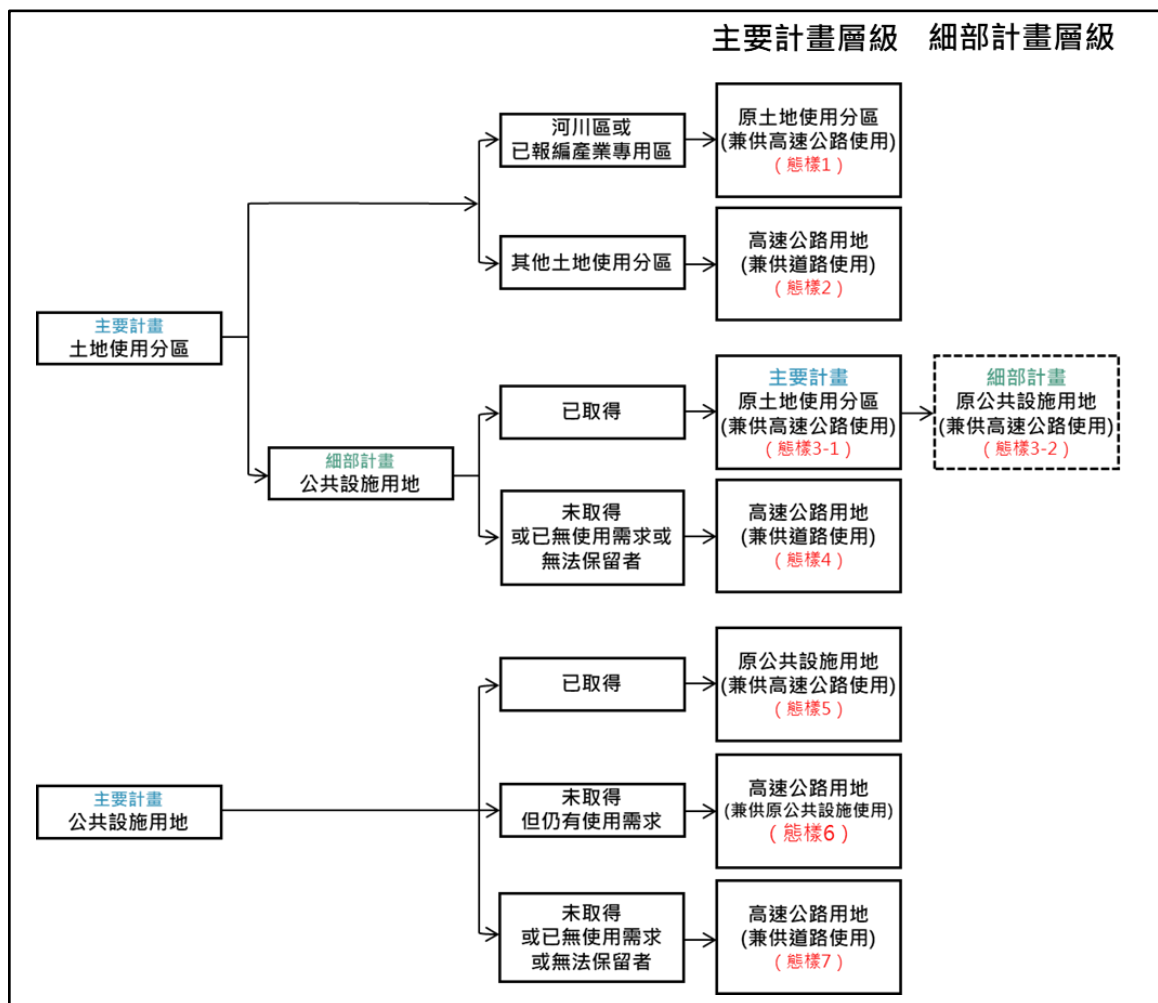 主要計畫層級 細部計畫層級
河川區或
已報編產業專用區
原土地使用分區
(兼供高速公路使用)
(態樣1)
其他土地使用分區
高速公路用地
(兼供道路使用)
(態樣2)
主要計畫
土地使用分區
細部計畫
公共設施用地
已取得
主要計畫
原土地使用分區
(兼供高速公路使用)
(態樣3-1)
細部計畫
原公共設施用地
(兼供高速公路使用)
(態樣3-2)
未取得
或已無使用需求或
無法保留者
高速公路用地
(兼供道路使用)
(態樣4)
主要計畫
公共設施用地
已取得
原公共設施用地
(兼供高速公路使用)
(態樣5)
未取得
但仍有使用需求
高速公路用地
(兼供原公共設施使用)
(態樣6)
未取得
或已無使用需求
或無法保留者
高速公路用地
(兼供道路使用)
(態樣7)